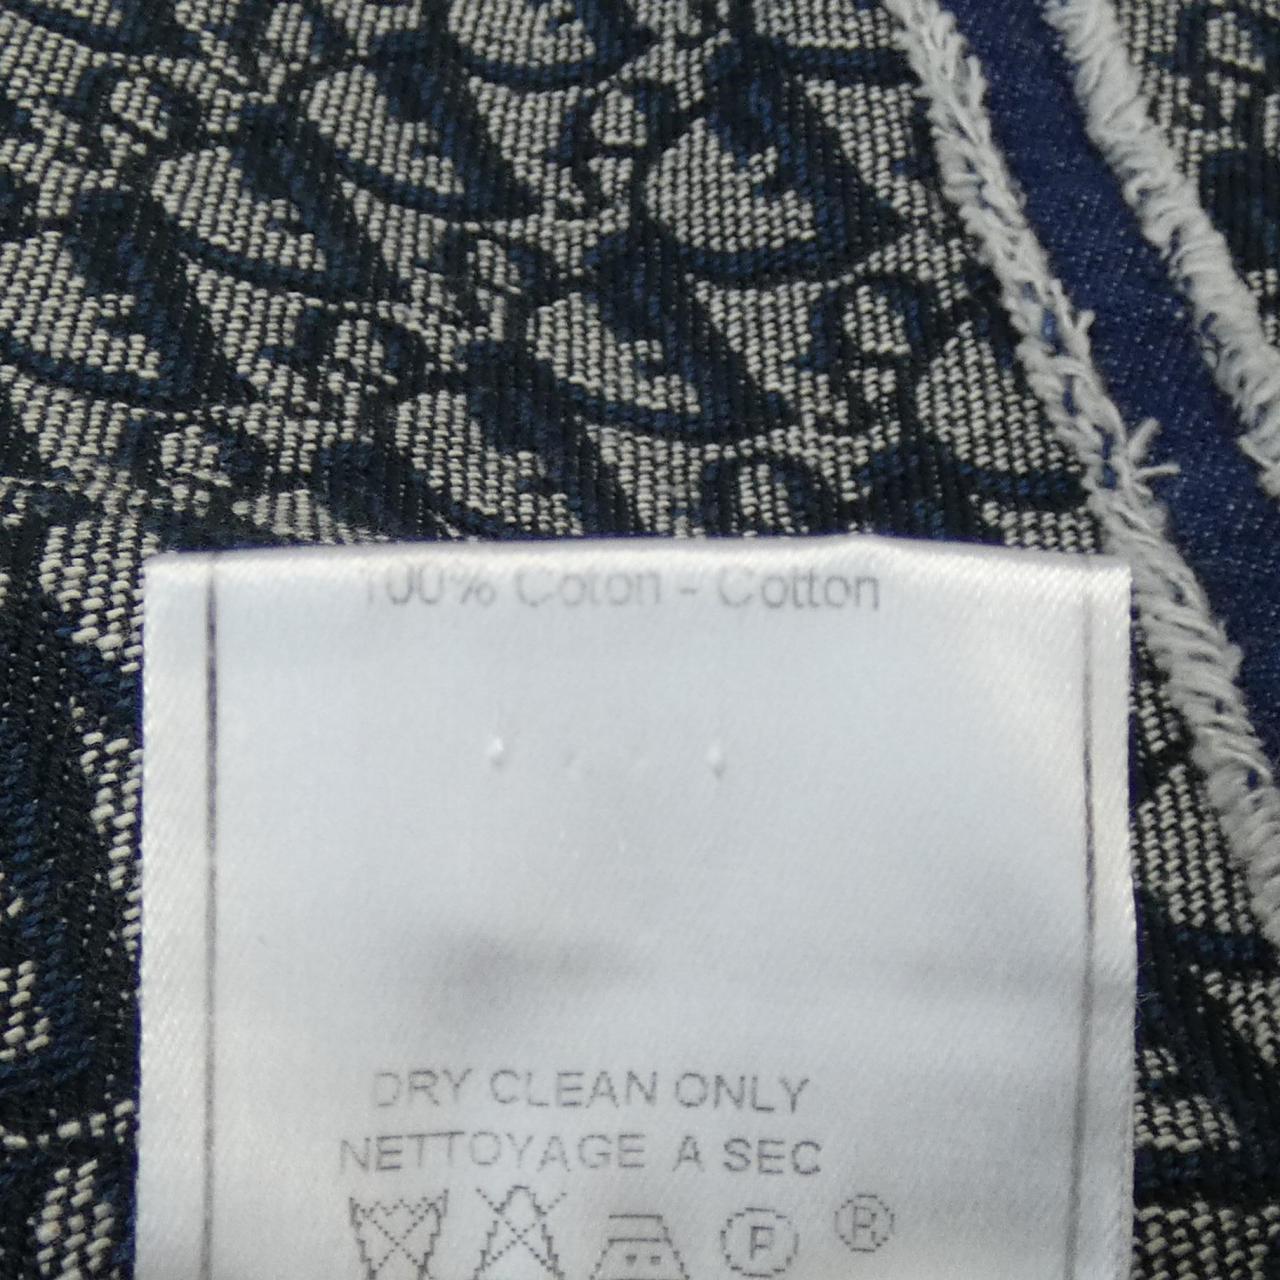 100% Coton - Cotton
DRY CLEAN ONLY
NETTOYAGE A SEC
P R